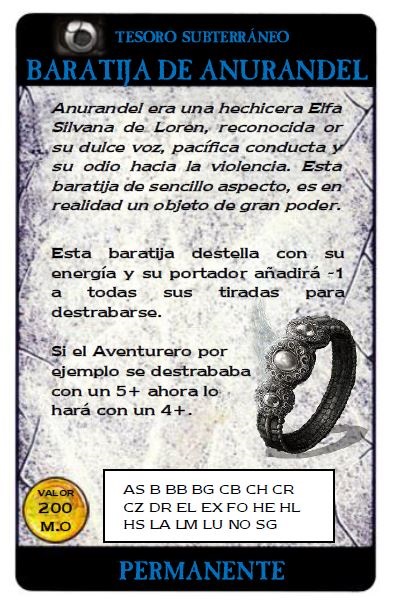 TESORO SUBTERRÁNEO
BARATIJA DE ANURANDEL
Anurandel era una hechicera Elfa
Silvana de Loren, reconocida or
su dulce voz, pacífica conducta y
su odio hacia la violencia. Esta
baratija de sencillo aspecto, es en
realidad un objeto de gran poder.
Esta baratija destella con su
energía y su portador añadirá -1
a todas sus tiradas para
destrabarse.
Si el Aventurero por
ejemplo se destrababa
con un 5+ ahora lo
hará con un 4+.
VALOR
200
M.O
AS B BB BG CB CH CR
CZ DR EL EX FO HE HL
HS LA LM LU NO SG
PERMANENTE